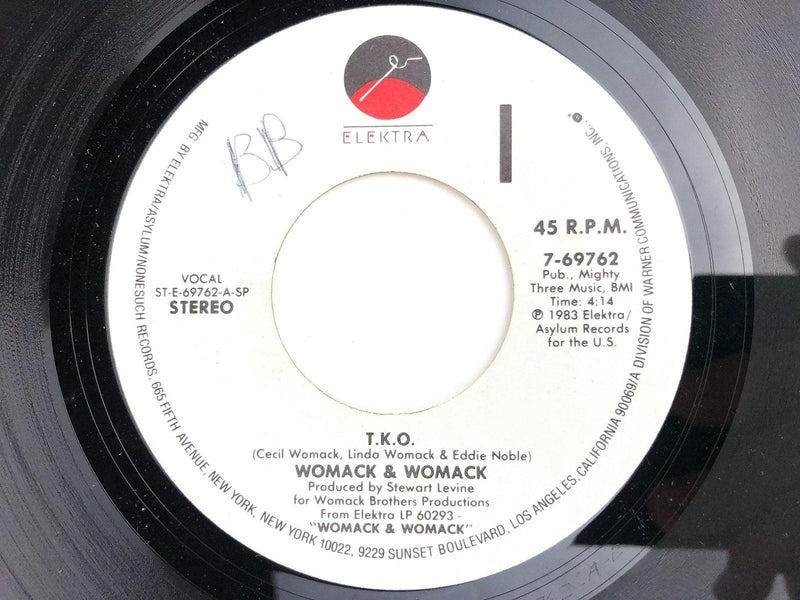 ELEKTRA
BB
45 R.P.M.
7-69762
Pub., Mighty
Three Music, BMI
Time: 4:14
℗ 1983 Elektra/
Asylum Records
for the U.S.
VOCAL
ST-E-69762-A-SP
STEREO
T.K.O.
(Cecil Womack, Linda Womack & Eddie Noble)
WOMACK & WOMACK
Produced by Stewart Levine
for Womack Brothers Productions
From Elektra LP 60293 -
"WOMACK & WOMACK"
MFG. BY ELEKTRA/ASYLUM/NONESUCH RECORDS, 665 FIFTH AVENUE, NEW YORK, NEW YORK 10022, 9229 SUNSET BOULEVARD, LOS ANGELES, CALIFORNIA 90069/A DIVISION OF WARNER COMMUNICATIONS, INC.,